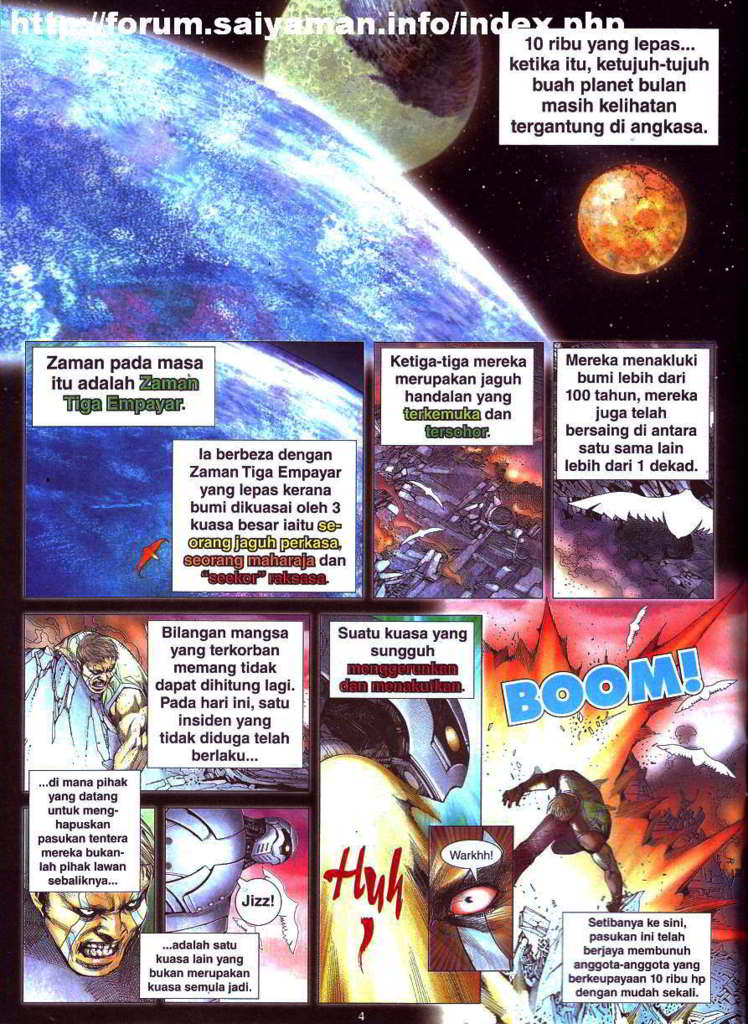 http://forum.saiyaman.info/index.php
10 ribu yang lepas...
ketika itu, ketujuh-tujuh
buah planet bulan
masih kelihatan
tergantung di angkasa.
Zaman pada masa
itu adalah Zaman
Tiga Empayar.
Ia berbeza dengan
Zaman Tiga Empayar
yang lepas kerana
bumi dikuasai oleh 3
kuasa besar iaitu se-
orang jaguh perkasa,
seorang maharaja dan
"seekor" raksasa.
Ketiga-tiga mereka
merupakan jaguh
handalan yang
terkemuka dan
tersohor.
Mereka menakluki
bumi lebih dari
100 tahun, mereka
juga telah
bersaing di antara
satu sama lain
lebih dari 1 dekad.
Bilangan mangsa
yang terkorban
memang tidak
dapat dihitung lagi.
Pada hari ini, satu
insiden yang
tidak diduga telah
berlaku...
...di mana pihak
yang datang
untuk meng-
hapuskan
pasukan tentera
mereka bukan-
lah pihak lawan
sebaliknya...
Jizz!
...adalah satu
kuasa lain yang
bukan merupakan
kuasa semula jadi.
Suatu kuasa yang
sungguh
menggerunkan
dan menakutkan.
Huh
Warkhh!
BOOM!
Setibanya ke sini,
pasukan ini telah
berjaya membunuh
anggota-anggota yang
berkeupayaan 10 ribu hp
dengan mudah sekali.
4